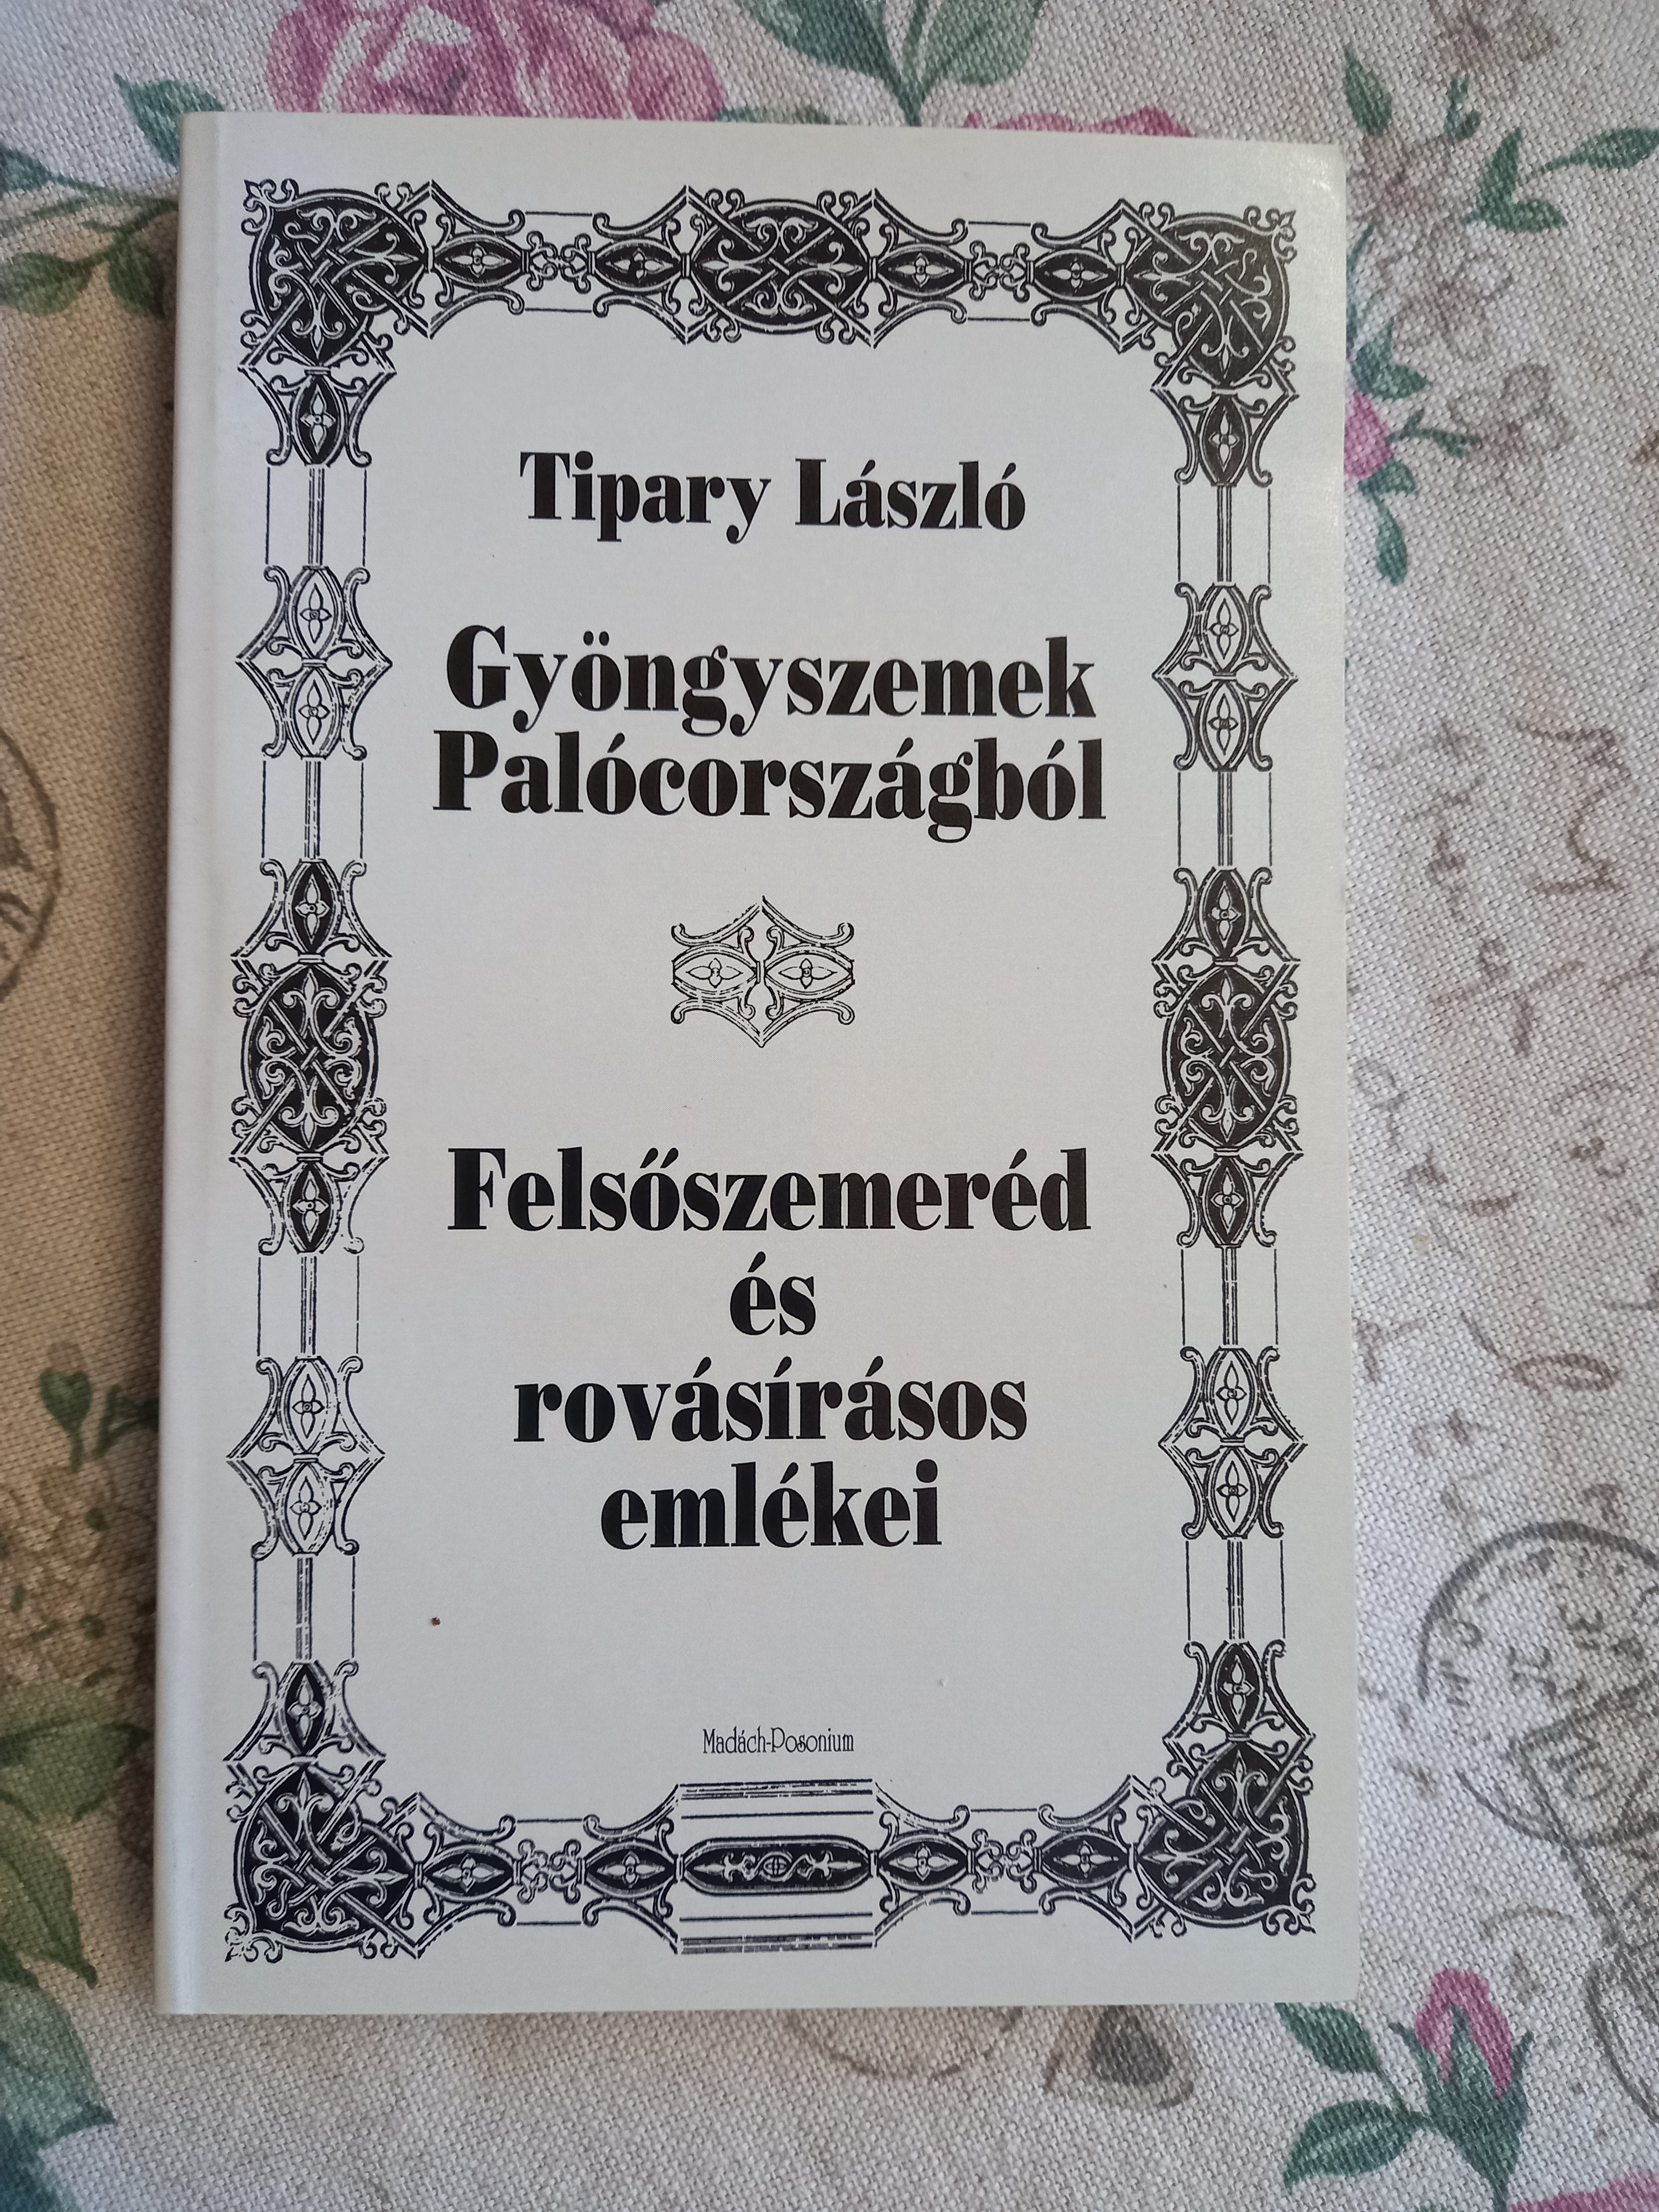 Tipary László
Gyöngyszemek
Palócországból
Felsőszemeréd
és
rovásírásos
emlékei
Madách-Posonium